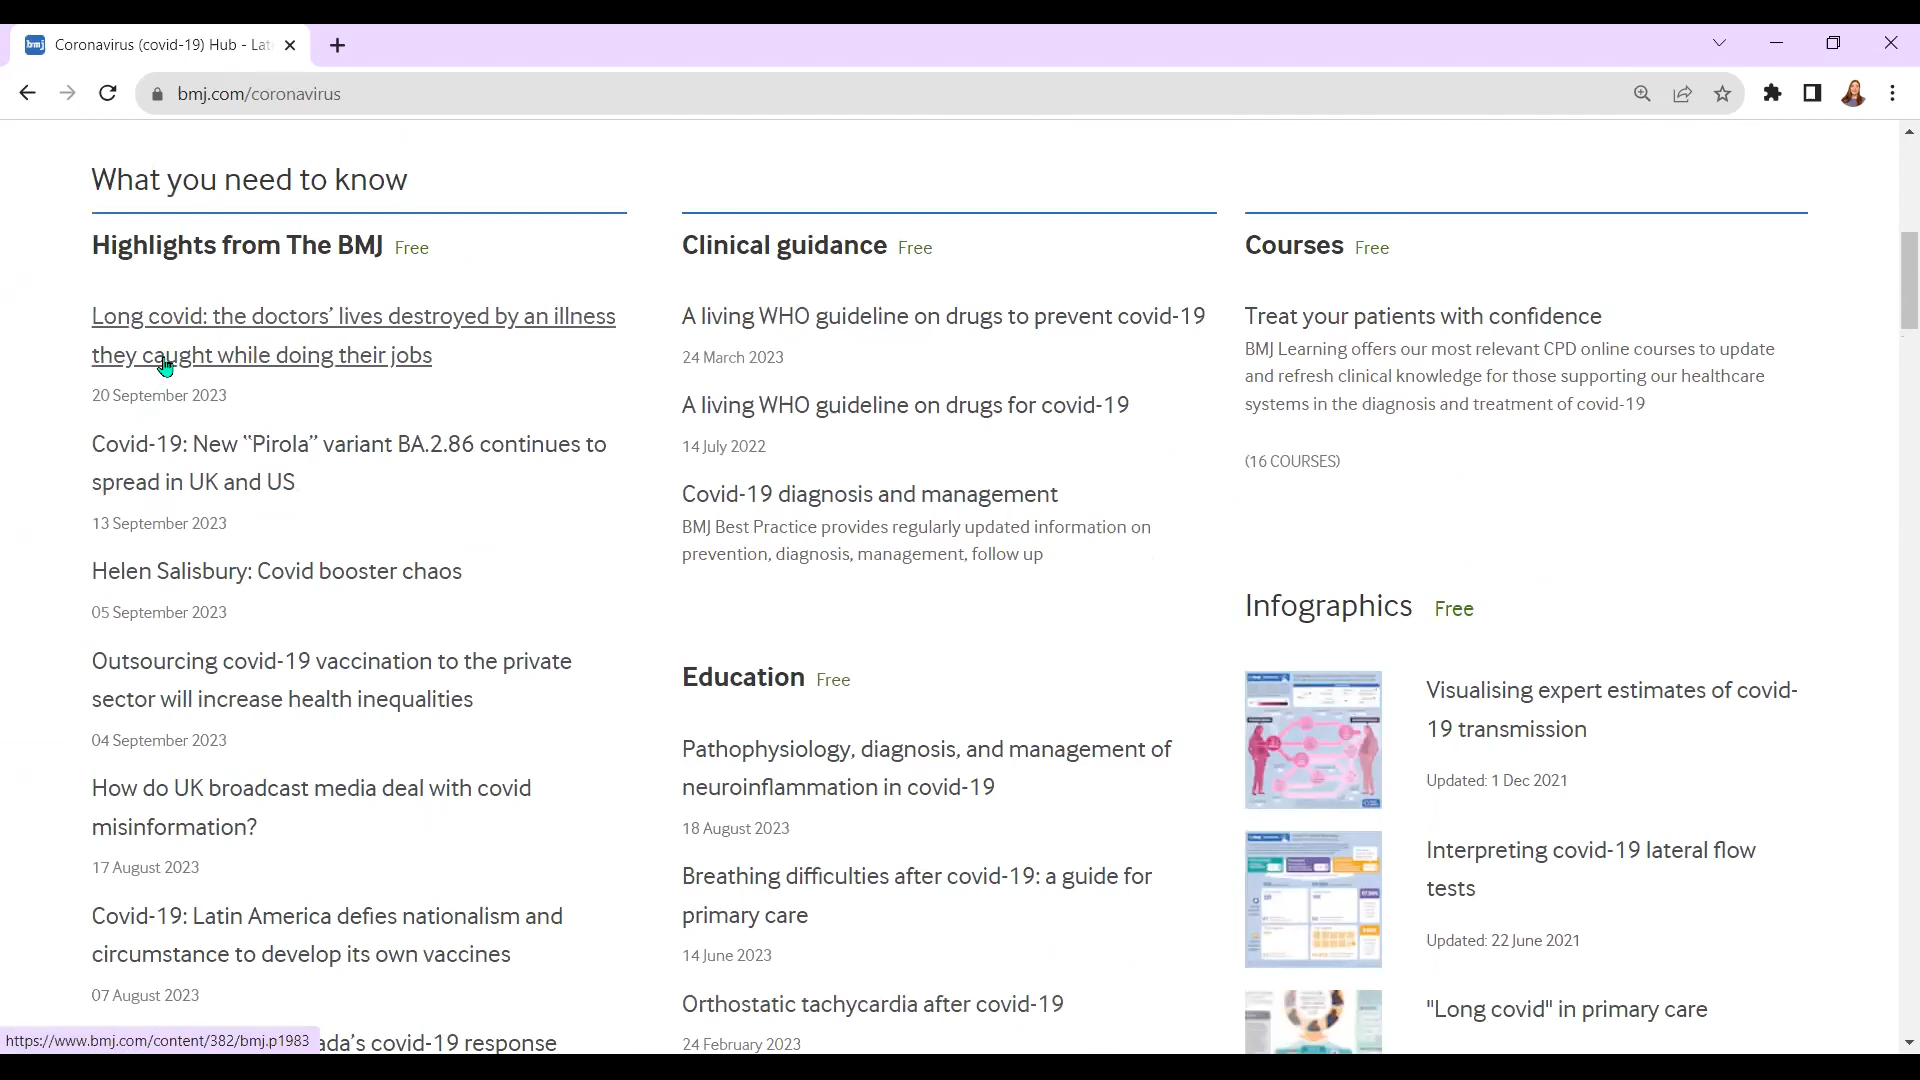 Coronavirus (covid-19) Hub - Late
bmj.com/coronavirus
What you need to know
Highlights from The BMJ Free
Long covid: the doctors’ lives destroyed by an illness
they caught while doing their jobs
20 September 2023
Covid-19: New “Pirola” variant BA.2.86 continues to
spread in UK and US
13 September 2023
Helen Salisbury: Covid booster chaos
05 September 2023
Outsourcing covid-19 vaccination to the private
sector will increase health inequalities
04 September 2023
How do UK broadcast media deal with covid
misinformation?
17 August 2023
Covid-19: Latin America defies nationalism and
circumstance to develop its own vaccines
07 August 2023
ada’s covid-19 response
https://www.bmj.com/content/382/bmj.p1983
Clinical guidance Free
A living WHO guideline on drugs to prevent covid-19
24 March 2023
A living WHO guideline on drugs for covid-19
14 July 2022
Covid-19 diagnosis and management
BMJ Best Practice provides regularly updated information on
prevention, diagnosis, management, follow up
Education Free
Pathophysiology, diagnosis, and management of
neuroinflammation in covid-19
18 August 2023
Breathing difficulties after covid-19: a guide for
primary care
14 June 2023
Orthostatic tachycardia after covid-19
24 February 2023
Courses Free
Treat your patients with confidence
BMJ Learning offers our most relevant CPD online courses to update
and refresh clinical knowledge for those supporting our healthcare
systems in the diagnosis and treatment of covid-19
(16 COURSES)
Infographics Free
Visualising expert estimates of covid-
19 transmission
Updated: 1 Dec 2021
Interpreting covid-19 lateral flow
tests
Updated: 22 June 2021
"Long covid" in primary care